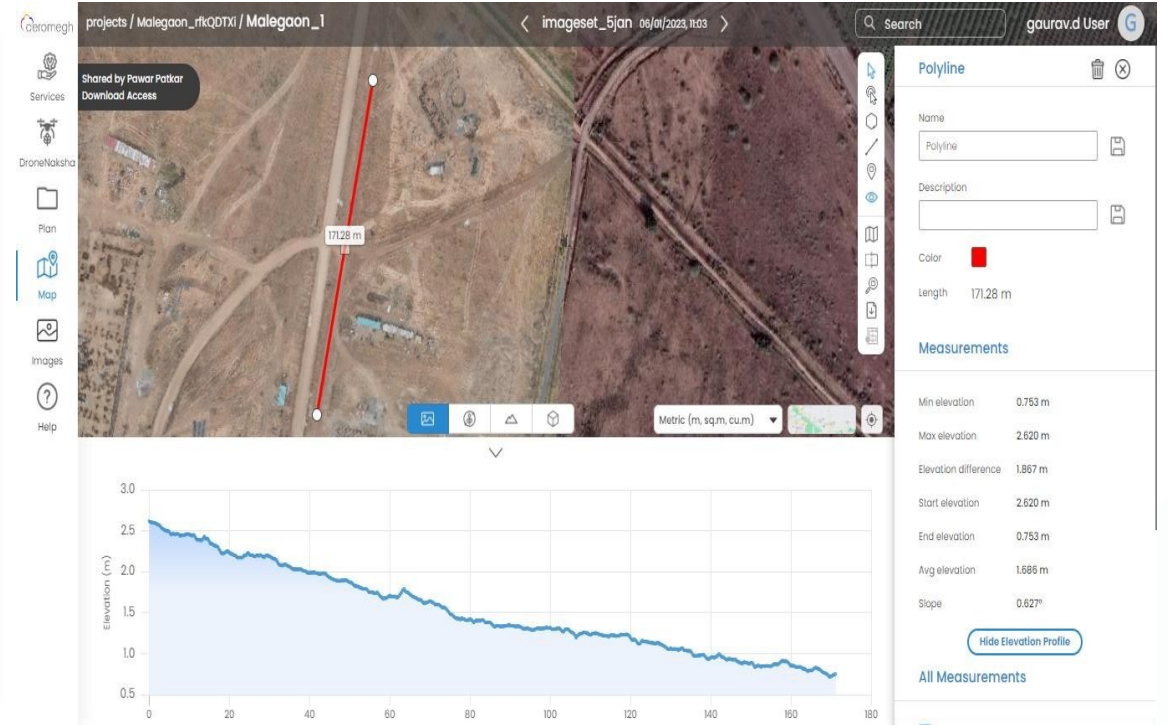 aeromegh
projects / Malegaon_rfkQDTXi / Malegaon_1
imageset_5jan 06/01/2023, 11:03
Search
gaurav.d User
G
Services
DroneNaksha
Plan
Map
Images
Help
Shared by Pawar Patkar
Download Access
171.28 m
Metric (m, sq.m, cu.m)
Polyline
Name
Polyline
Description
Color
Length 171.28 m
Measurements
Min elevation 0.753 m
Max elevation 2.620 m
Elevation difference 1.867 m
Start elevation 2.620 m
End elevation 0.753 m
Avg elevation 1.686 m
Slope 0.627°
Hide Elevation Profile
All Measurements
Elevation (m)
3.0
2.5
2.0
1.5
1.0
0.5
0 20 40 60 80 100 120 140 160 180